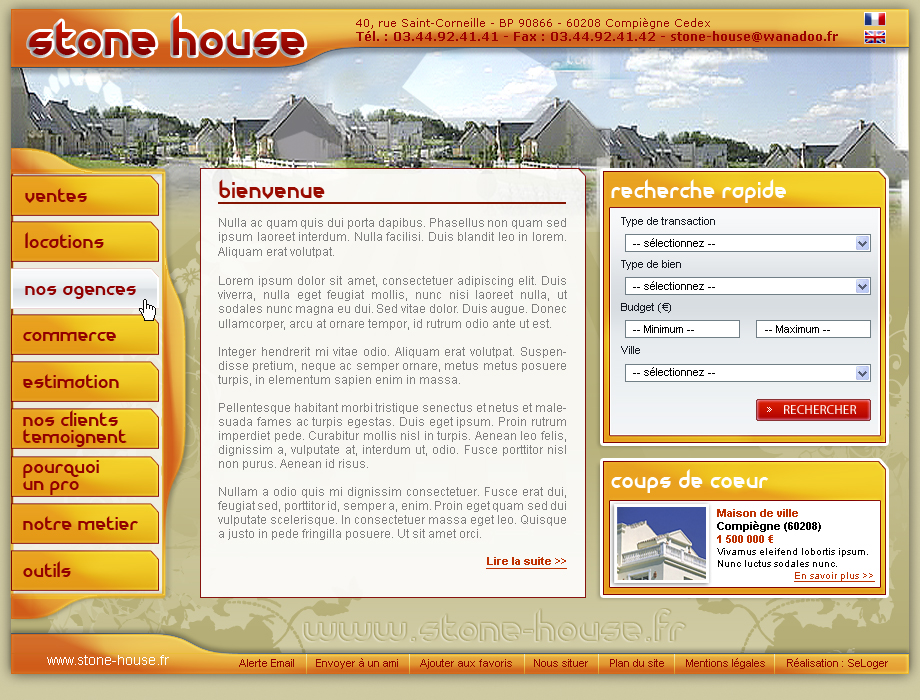 stone house
40, rue Saint-Corneille - BP 90866 - 60208 Compiègne Cedex
Tél. : 03.44.92.41.41 - Fax : 03.44.92.41.42 - stone-house@wanadoo.fr
ventes
locations
nos agences
commerce
estimation
nos clients
temoignent
pourquoi
un pro
notre metier
outils
bienvenue
Nulla ac quam quis dui porta dapibus. Phasellus non quam sed
ipsum laoreet interdum. Nulla facilisi. Duis blandit leo in lorem.
Aliquam erat volutpat.
Lorem ipsum dolor sit amet, consectetuer adipiscing elit. Duis
viverra, nulla eget feugiat mollis, nunc nisi laoreet nulla, ut
sodales nunc magna eu dui. Sed vitae dolor. Duis augue. Donec
ullamcorper, arcu at ornare tempor, id rutrum odio ante ut est.
Integer hendrerit mi vitae odio. Aliquam erat volutpat. Suspen-
disse pretium, neque ac semper ornare, metus metus posuere
turpis, in elementum sapien enim in massa.
Pellentesque habitant morbi tristique senectus et netus et male-
suada fames ac turpis egestas. Duis eget ipsum. Proin rutrum
imperdiet pede. Curabitur mollis nisl in turpis. Aenean leo felis,
dignissim a, vulputate at, interdum ut, odio. Fusce porttitor nisl
non purus. Aenean id risus.
Nullam a odio quis mi dignissim consectetuer. Fusce erat dui,
feugiat sed, porttitor id, semper a, enim. Proin eget quam sed dui
vulputate scelerisque. In consectetuer massa eget leo. Quisque
a justo in pede fringilla posuere. Ut sit amet orci.
Lire la suite >>
recherche rapide
Type de transaction
-- sélectionnez --
Type de bien
-- sélectionnez --
Budget (€)
-- Minimum -- -- Maximum --
Ville
-- sélectionnez --
» RECHERCHER
coups de coeur
Maison de ville
Compiègne (60208)
1 500 000 €
Vivamus eleifend lobortis ipsum.
Nunc luctus sodales nunc.
En savoir plus >>
www.stone-house.fr
www.stone-house.fr
Alerte Email Envoyer à un ami Ajouter aux favoris Nous situer Plan du site Mentions légales Réalisation : SeLoger